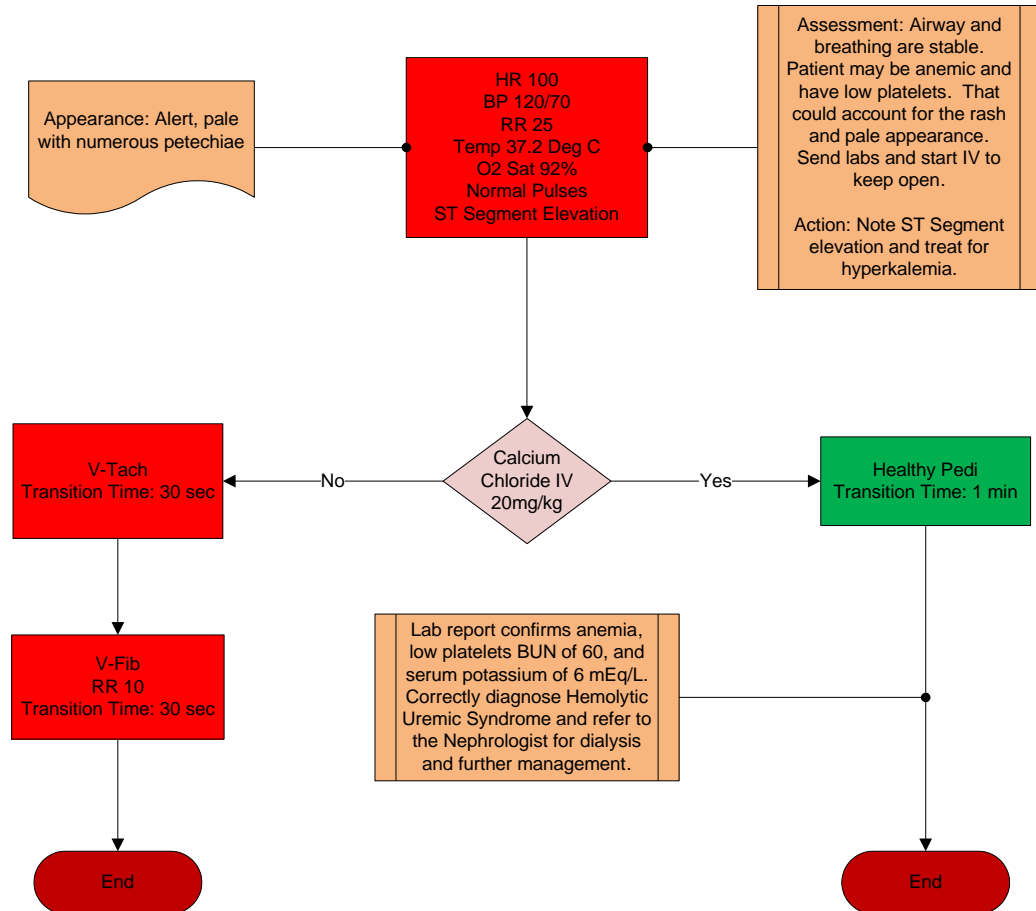 Appearance: Alert, pale
with numerous petechiae
HR 100
BP 120/70
RR 25
Temp 37.2 Deg C
O2 Sat 92%
Normal Pulses
ST Segment Elevation
Assessment: Airway and
breathing are stable.
Patient may be anemic and
have low platelets.  That
could account for the rash
and pale appearance.
Send labs and start IV to
keep open.
Action: Note ST Segment
elevation and treat for
hyperkalemia.
Calcium
Chloride IV
20mg/kg
No
Yes
V-Tach
Transition Time: 30 sec
Healthy Pedi
Transition Time: 1 min
V-Fib
RR 10
Transition Time: 30 sec
Lab report confirms anemia,
low platelets BUN of 60, and
serum potassium of 6 mEq/L.
Correctly diagnose Hemolytic
Uremic Syndrome and refer to
the Nephrologist for dialysis
and further management.
End
End